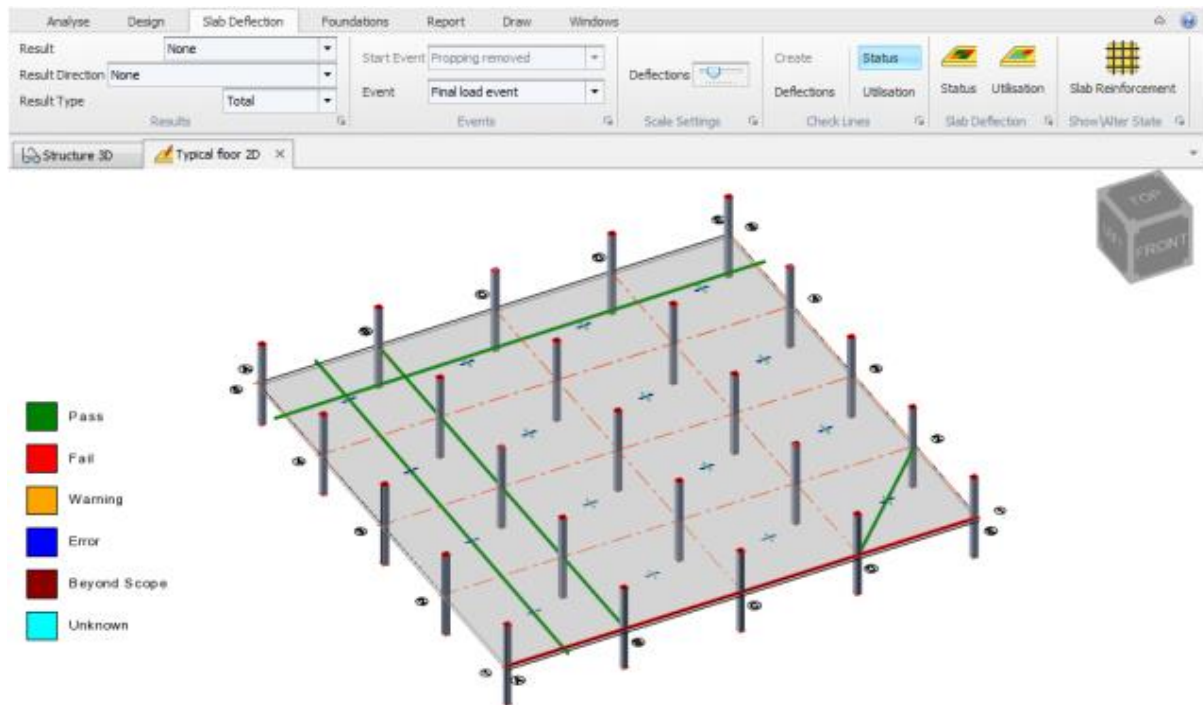 Analyse Design Slab Deflection Foundations Report Draw Windows
Result None Start Event Propping removed Deflections Create Status Status Utilisation Slab Reinforcement
Result Direction None Event Final load event Deflections Utilisation
Result Type Total
Results Events Scale Settings Check Lines Slab Deflection Show\Alter State
Structure 3D Typical floor 2D
TOP
FRONT
Pass
Fail
Warning
Error
Beyond Scope
Unknown